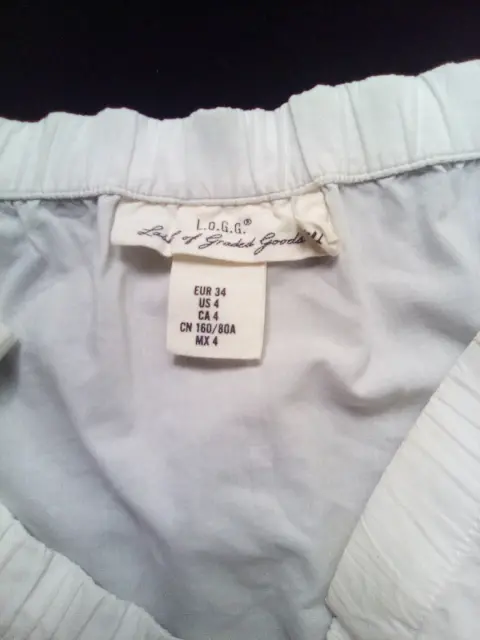 L.O.G.G.®
Label of Graded Goods
EUR 34
US 4
CA 4
CN 160/80A
MX 4